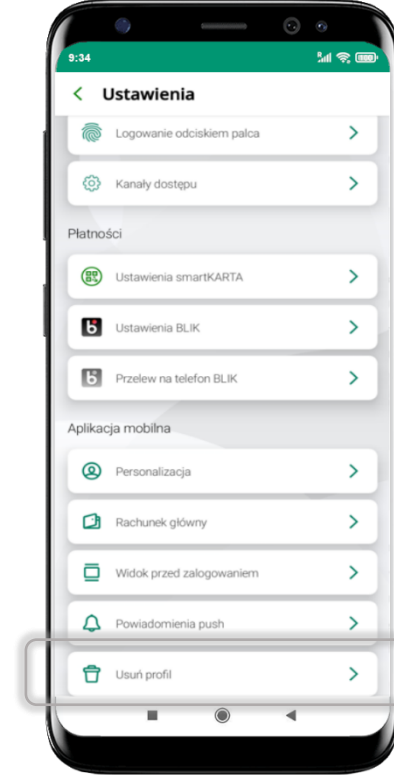 9:34
Ustawienia
Logowanie odciskiem palca
Kanały dostępu
Płatności
Ustawienia smartKARTA
Ustawienia BLIK
Przelew na telefon BLIK
Aplikacja mobilna
Personalizacja
Rachunek główny
Widok przed zalogowaniem
Powiadomienia push
Usuń profil